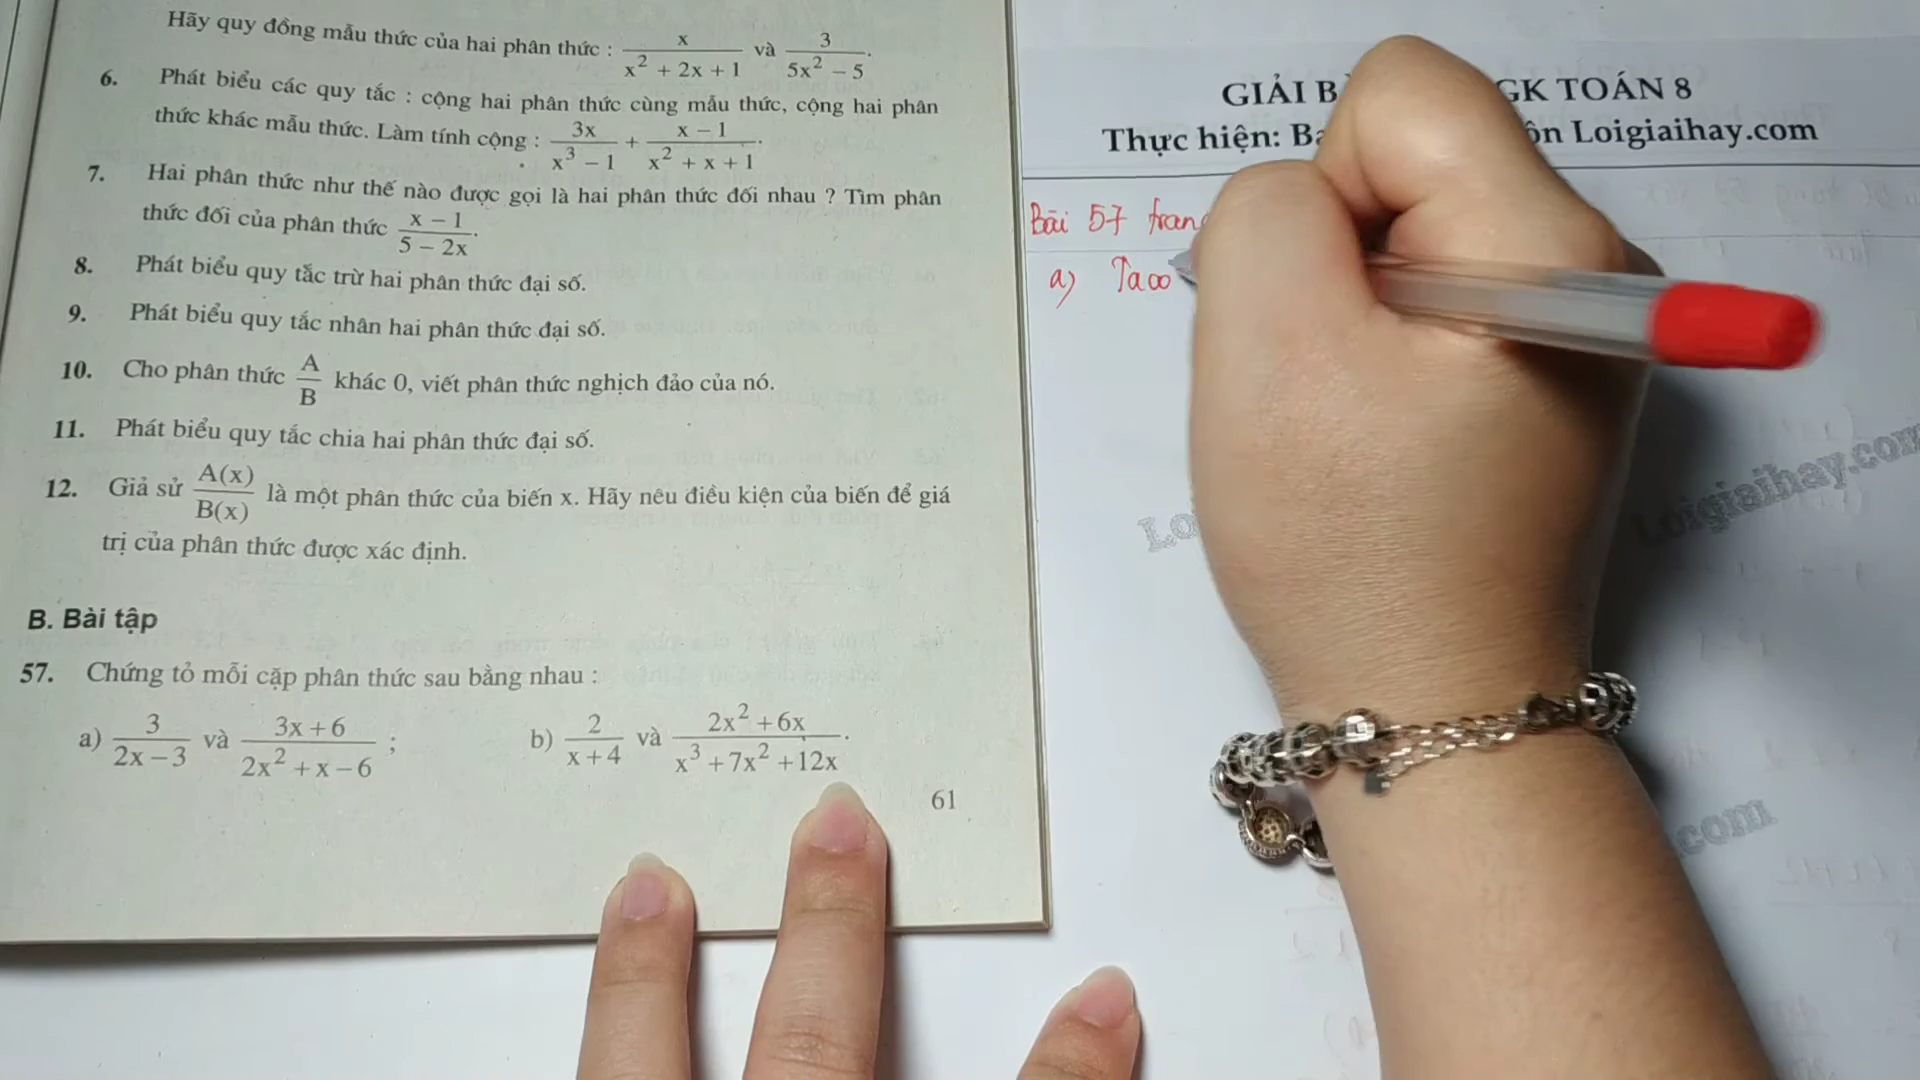 Hãy quy đồng mẫu thức của hai phân thức : x / (x² + 2x + 1) và 3 / (5x² − 5).
6. Phát biểu các quy tắc : cộng hai phân thức cùng mẫu thức, cộng hai phân
thức khác mẫu thức. Làm tính cộng : 3x / (x³ − 1) + (x − 1) / (x² + x + 1).
7. Hai phân thức như thế nào được gọi là hai phân thức đối nhau ? Tìm phân
thức đối của phân thức (x − 1) / (5 − 2x).
8. Phát biểu quy tắc trừ hai phân thức đại số.
9. Phát biểu quy tắc nhân hai phân thức đại số.
10. Cho phân thức A / B khác 0, viết phân thức nghịch đảo của nó.
11. Phát biểu quy tắc chia hai phân thức đại số.
12. Giả sử A(x) / B(x) là một phân thức của biến x. Hãy nêu điều kiện của biến để giá
trị của phân thức được xác định.
B. Bài tập
57. Chứng tỏ mỗi cặp phân thức sau bằng nhau :
a) 3 / (2x − 3) và (3x + 6) / (2x² + x − 6) ; b) 2 / (x + 4) và (2x² + 6x) / (x³ + 7x² + 12x).
61
GIẢI B GK TOÁN 8
Thực hiện: Ba ôn Loigiaihay.com
Bài 57 tran
a) Ta có
Loigiaihay.com
.com